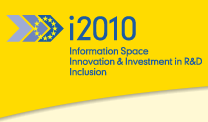 i2010
Information Space
Innovation & Investment in R&D
Inclusion